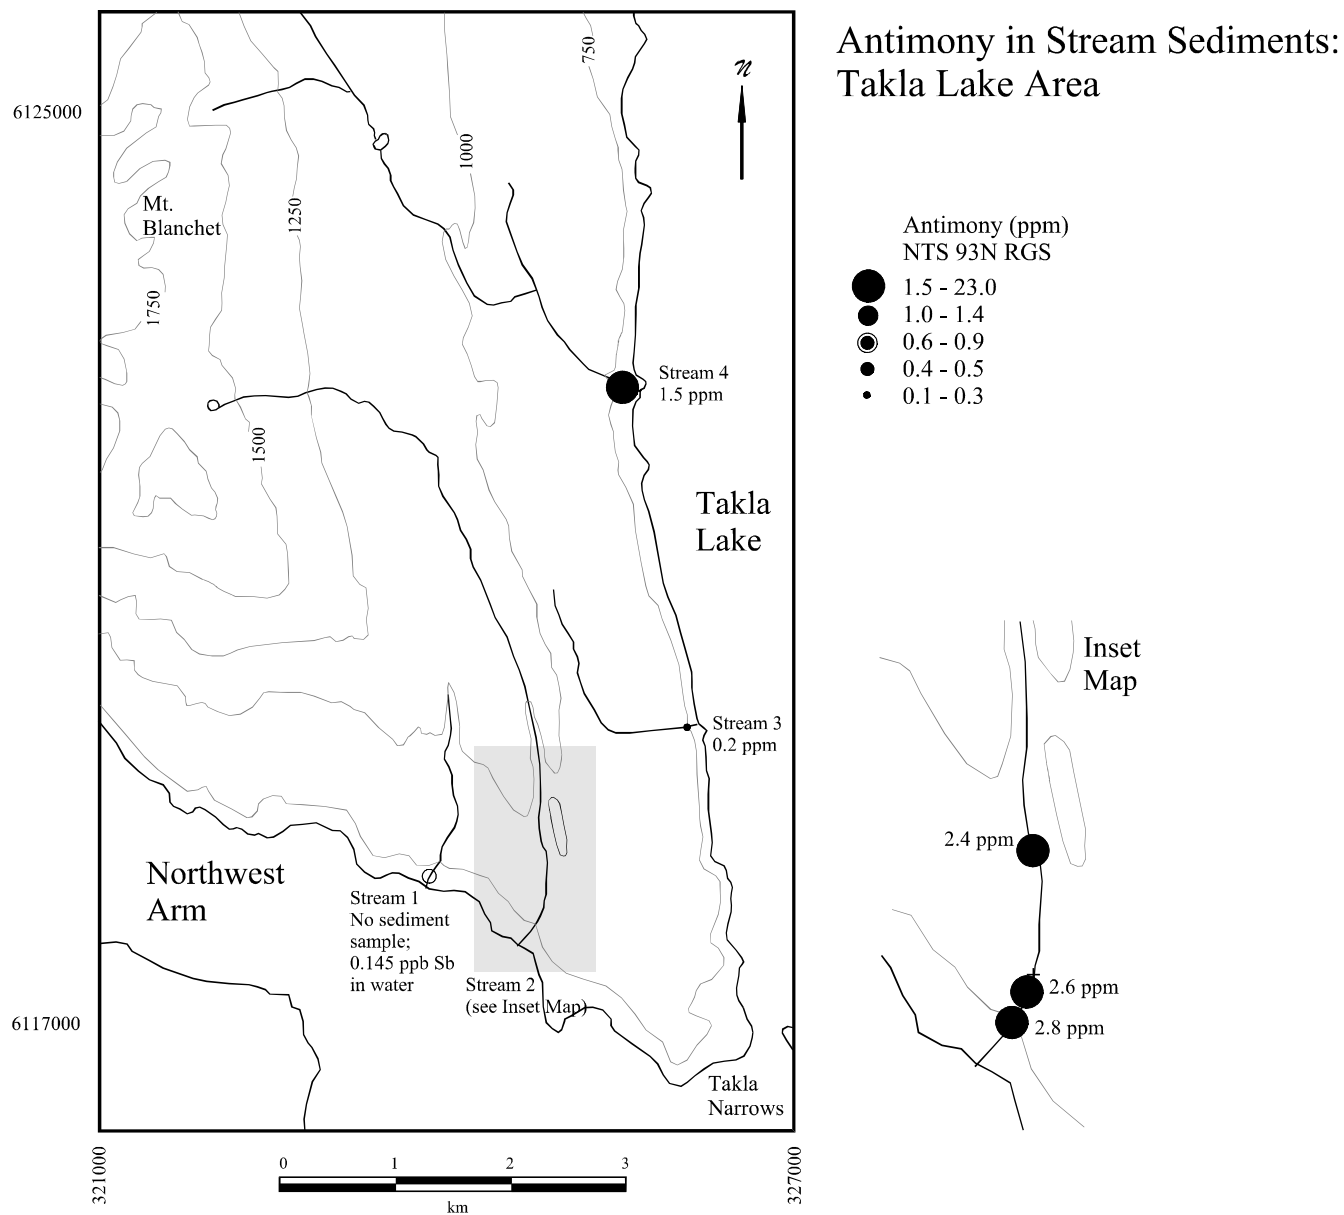 Antimony in Stream Sediments:
Takla Lake Area
6125000
750
n
1000
1250
Mt.
Blanchet
1750
1500
Antimony (ppm)
NTS 93N RGS
1.5 - 23.0
1.0 - 1.4
0.6 - 0.9
0.4 - 0.5
0.1 - 0.3
Stream 4
1.5 ppm
Takla
Lake
Stream 3
0.2 ppm
Northwest
Arm
Stream 1
No sediment
sample;
0.145 ppb Sb
in water
Stream 2
(see Inset Map)
6117000
Takla
Narrows
321000
327000
0 1 2 3
km
Inset
Map
2.4 ppm
2.6 ppm
2.8 ppm